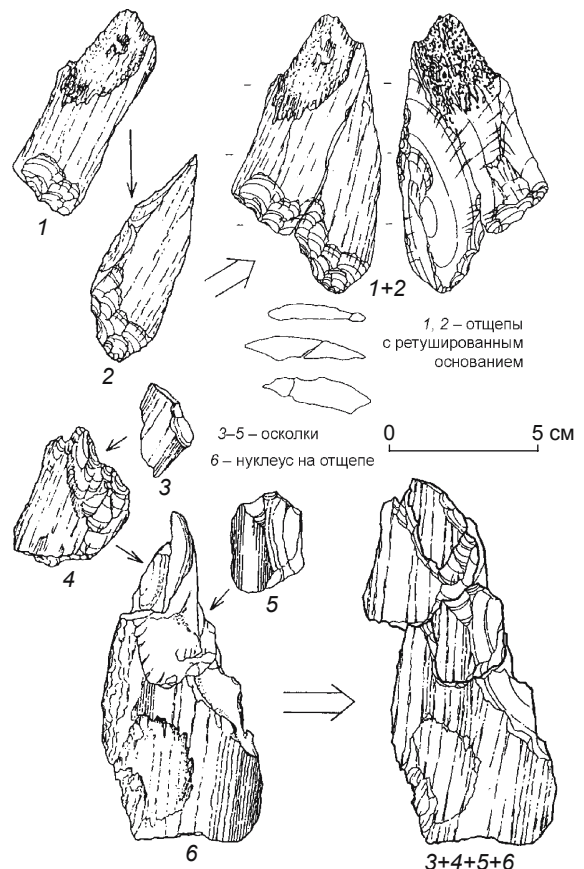 1
2
1+2
1, 2 – отщепы
с ретушированным
основанием
3–5 – осколки
6 – нуклеус на отщепе
0 5 см
3
4
5
6
3+4+5+6